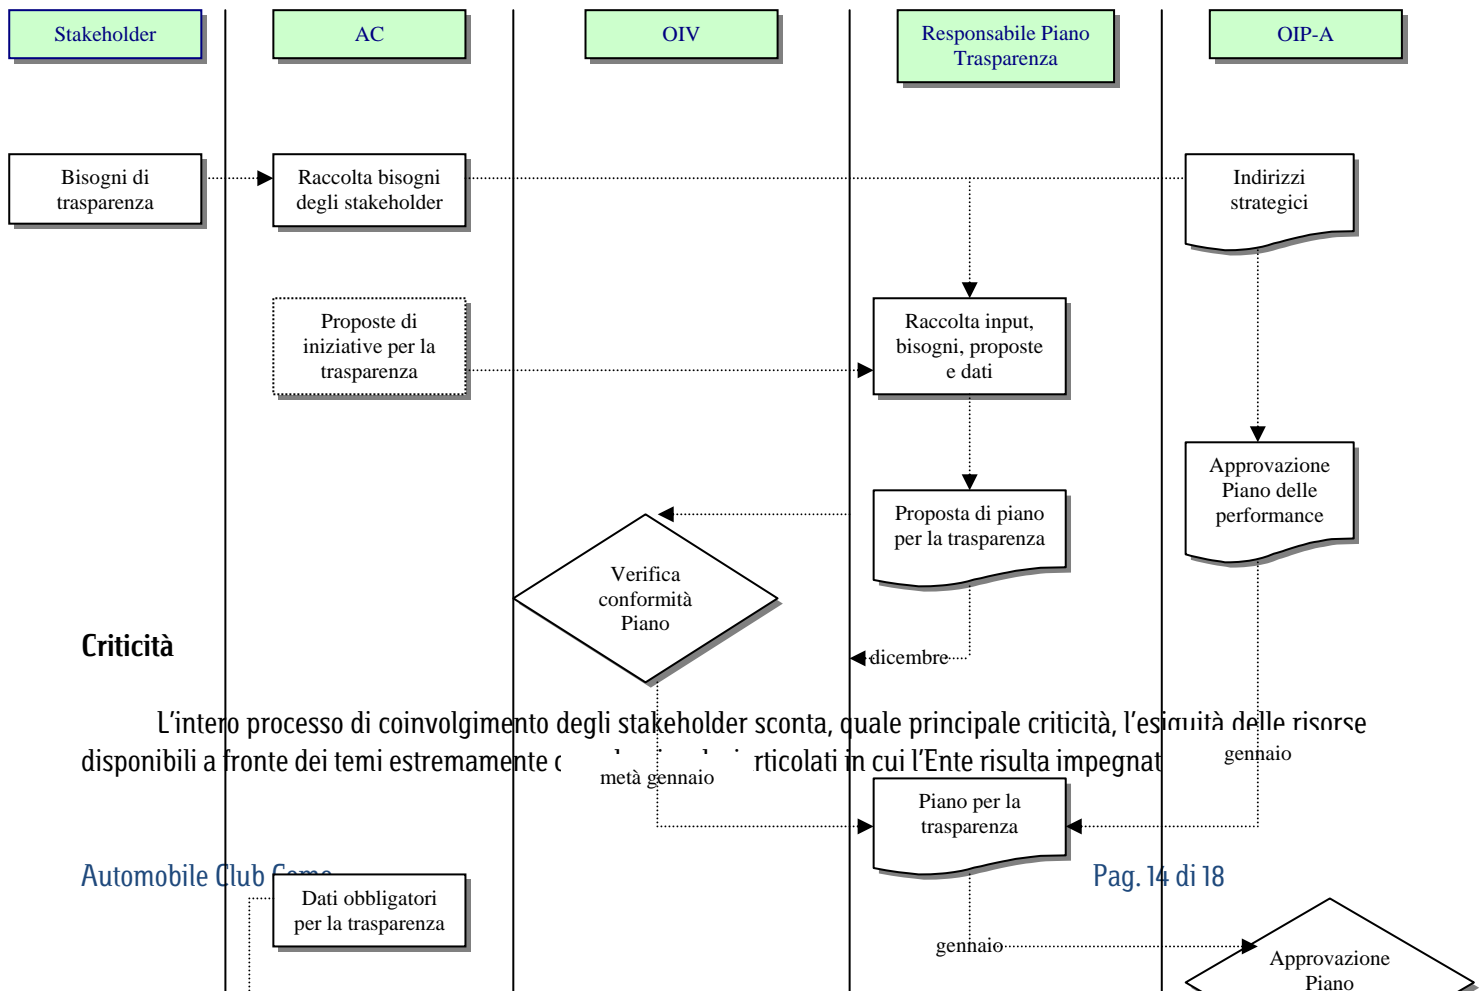 Stakeholder
AC
OIV
Responsabile Piano
Trasparenza
OIP-A
Bisogni di
trasparenza
Raccolta bisogni
degli stakeholder
Indirizzi
strategici
Proposte di
iniziative per la
trasparenza
Raccolta input,
bisogni, proposte
e dati
Approvazione
Piano delle
performance
Proposta di piano
per la trasparenza
Verifica
conformità
Piano
Criticità
dicembre
L'intero processo di coinvolgimento degli stakeholder sconta, quale principale criticità, l'esiguità delle risorse
disponibili a fronte dei temi estremamente rticolati in cui l'Ente risulta impegnat
gennaio
metà gennaio
Piano per la
trasparenza
Automobile Club Como
Pag. 14 di 18
Dati obbligatori
per la trasparenza
gennaio
Approvazione
Piano